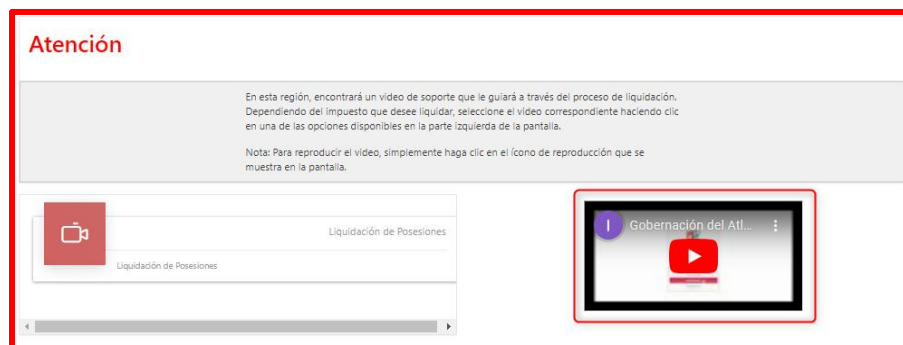 Atención
En esta región, encontrará un video de soporte que le guiará a través del proceso de liquidación.
Dependiendo del impuesto que desee liquidar, seleccione el video correspondiente haciendo clic
en una de las opciones disponibles en la parte izquierda de la pantalla.
Nota: Para reproducir el video, simplemente haga clic en el ícono de reproducción que se
muestra en la pantalla.
Liquidación de Posesiones
Liquidación de Posesiones
I Gobernación del Atl...